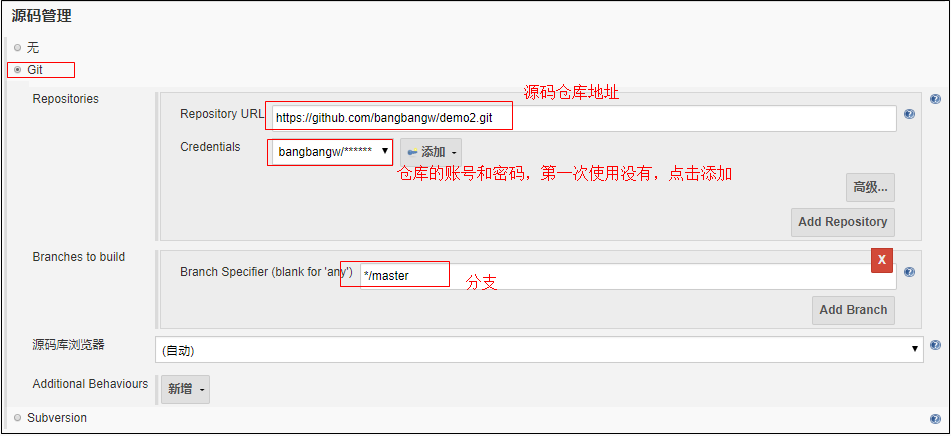 源码管理
无
Git
Repositories
源码仓库地址
Repository URL
https://github.com/bangbangw/demo2.git
Credentials
bangbangw/******
添加
仓库的账号和密码，第一次使用没有，点击添加
高级...
Add Repository
Branches to build
X
Branch Specifier (blank for 'any')
*/master
分支
Add Branch
源码库浏览器
(自动)
Additional Behaviours
新增
Subversion